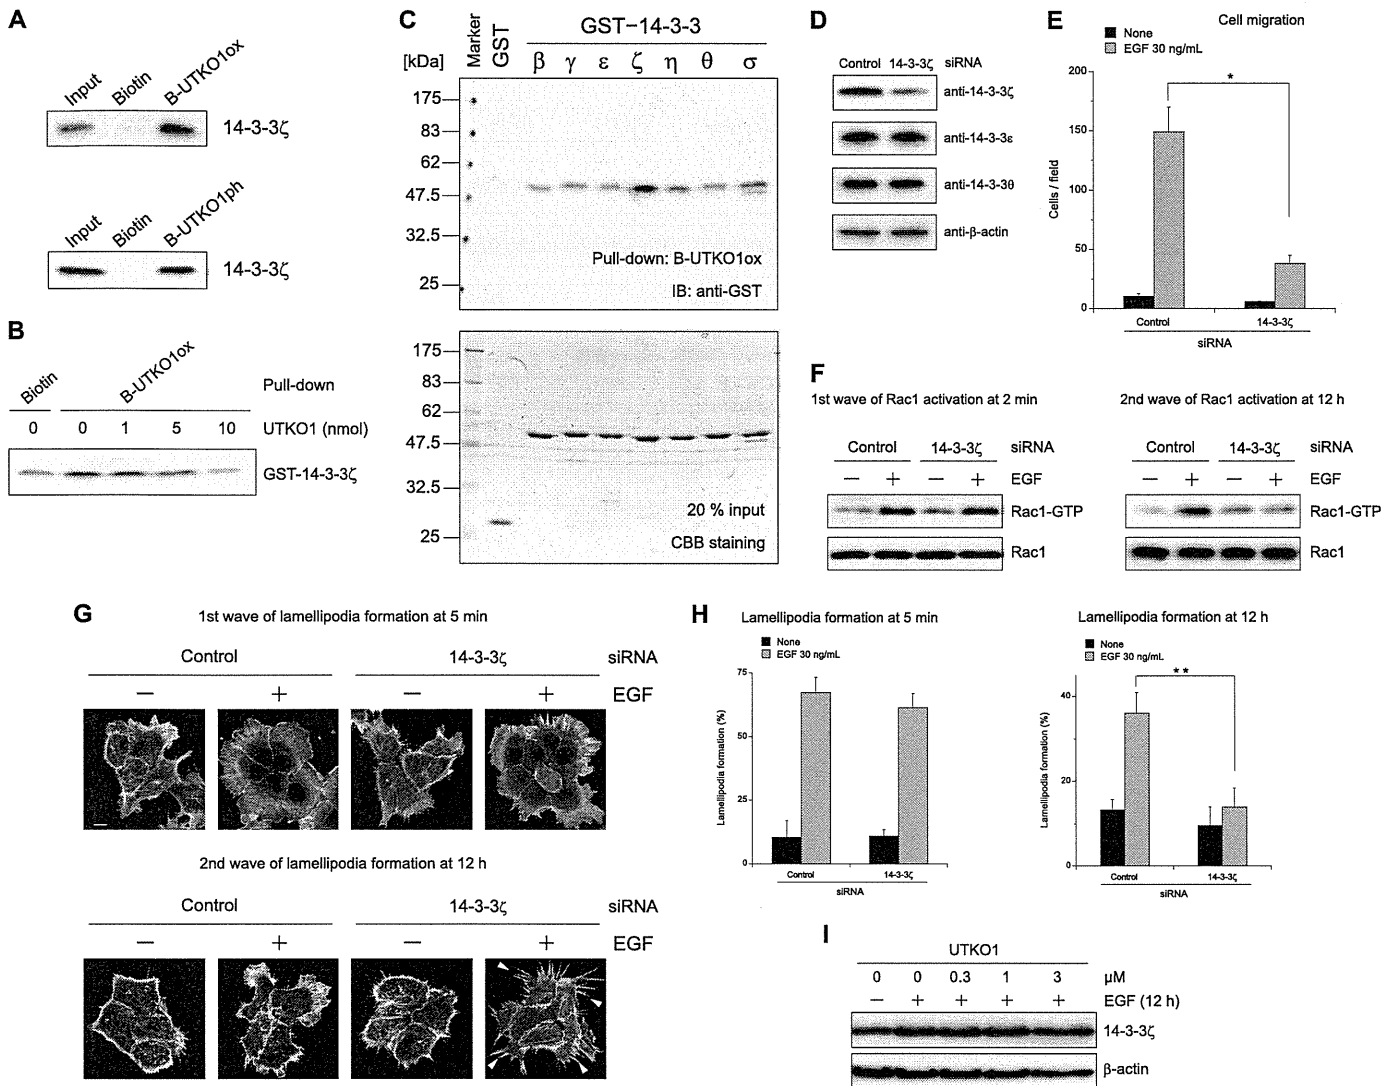 A
Input Biotin B-UTKO1ox
14-3-3ζ
Input Biotin B-UTKO1ph
14-3-3ζ
B
Biotin B-UTKO1ox Pull-down
0 0 1 5 10 UTKO1 (nmol)
GST-14-3-3ζ
C
Marker GST GST−14-3-3
[kDa] β γ ε ζ η θ σ
175
83
62
47.5
32.5
25
Pull-down: B-UTKO1ox
IB: anti-GST
175
83
62
47.5
32.5
25
20 % input
CBB staining
D
Control 14-3-3ζ siRNA
anti-14-3-3ζ
anti-14-3-3ε
anti-14-3-3θ
anti-β-actin
E
Cell migration
None
EGF 30 ng/mL
200
150
100
50
0
Cells / field
*
Control 14-3-3ζ
siRNA
F
1st wave of Rac1 activation at 2 min
Control 14-3-3ζ siRNA
− + − + EGF
Rac1-GTP
Rac1
2nd wave of Rac1 activation at 12 h
Control 14-3-3ζ siRNA
− + − + EGF
Rac1-GTP
Rac1
G
1st wave of lamellipodia formation at 5 min
Control 14-3-3ζ siRNA
− + − + EGF
2nd wave of lamellipodia formation at 12 h
Control 14-3-3ζ siRNA
− + − + EGF
H
Lamellipodia formation at 5 min
None
EGF 30 ng/mL
75
50
25
0
Lamellipodia formation (%)
Control 14-3-3ζ
siRNA
Lamellipodia formation at 12 h
None
EGF 30 ng/mL
40
20
0
Lamellipodia formation (%)
**
Control 14-3-3ζ
siRNA
I
UTKO1
0 0 0.3 1 3 μM
− + + + + EGF (12 h)
14-3-3ζ
β-actin